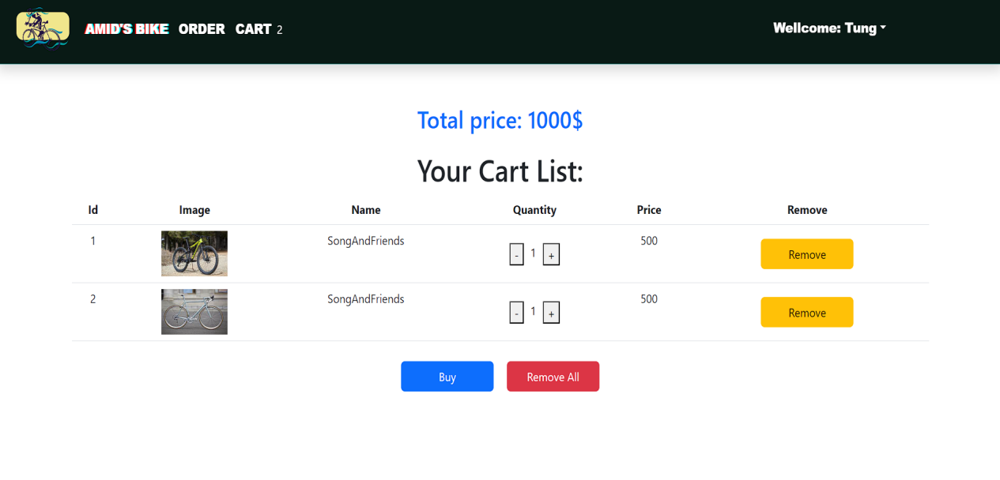 AMID'S BIKE ORDER CART 2 Wellcome: Tung
Total price: 1000$
Your Cart List:
Id Image Name Quantity Price Remove
1 SongAndFriends - 1 + 500 Remove
2 SongAndFriends - 1 + 500 Remove
Buy Remove All